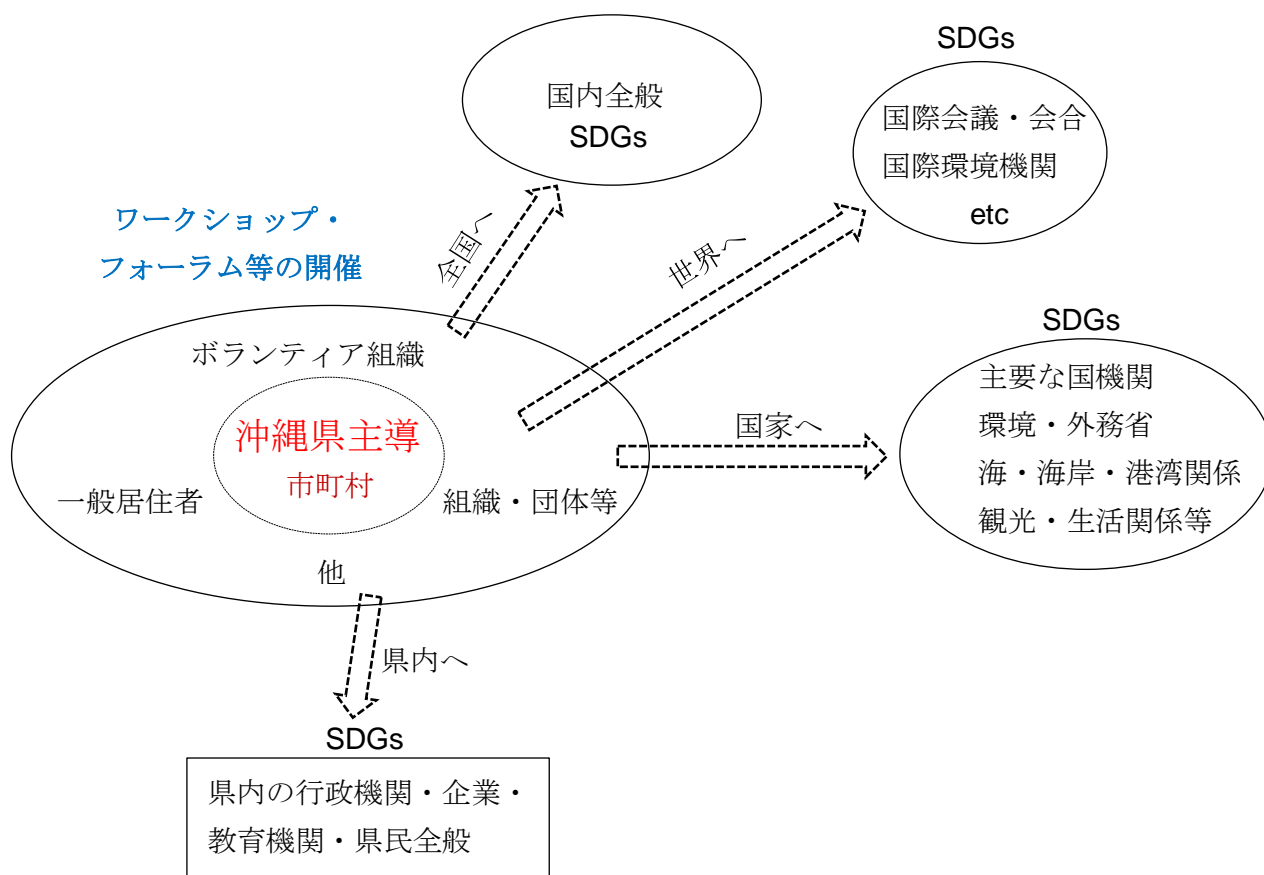 SDGs
国内全般
SDGs
国際会議・会合
国際環境機関
etc
ワークショップ・
フォーラム等の開催
全国へ
世界へ
SDGs
ボランティア組織
主要な国機関
沖縄県主導
国家へ
環境・外務省
市町村
海・海岸・港湾関係
一般居住者
組織・団体等
観光・生活関係等
他
県内へ
SDGs
県内の行政機関・企業・
教育機関・県民全般